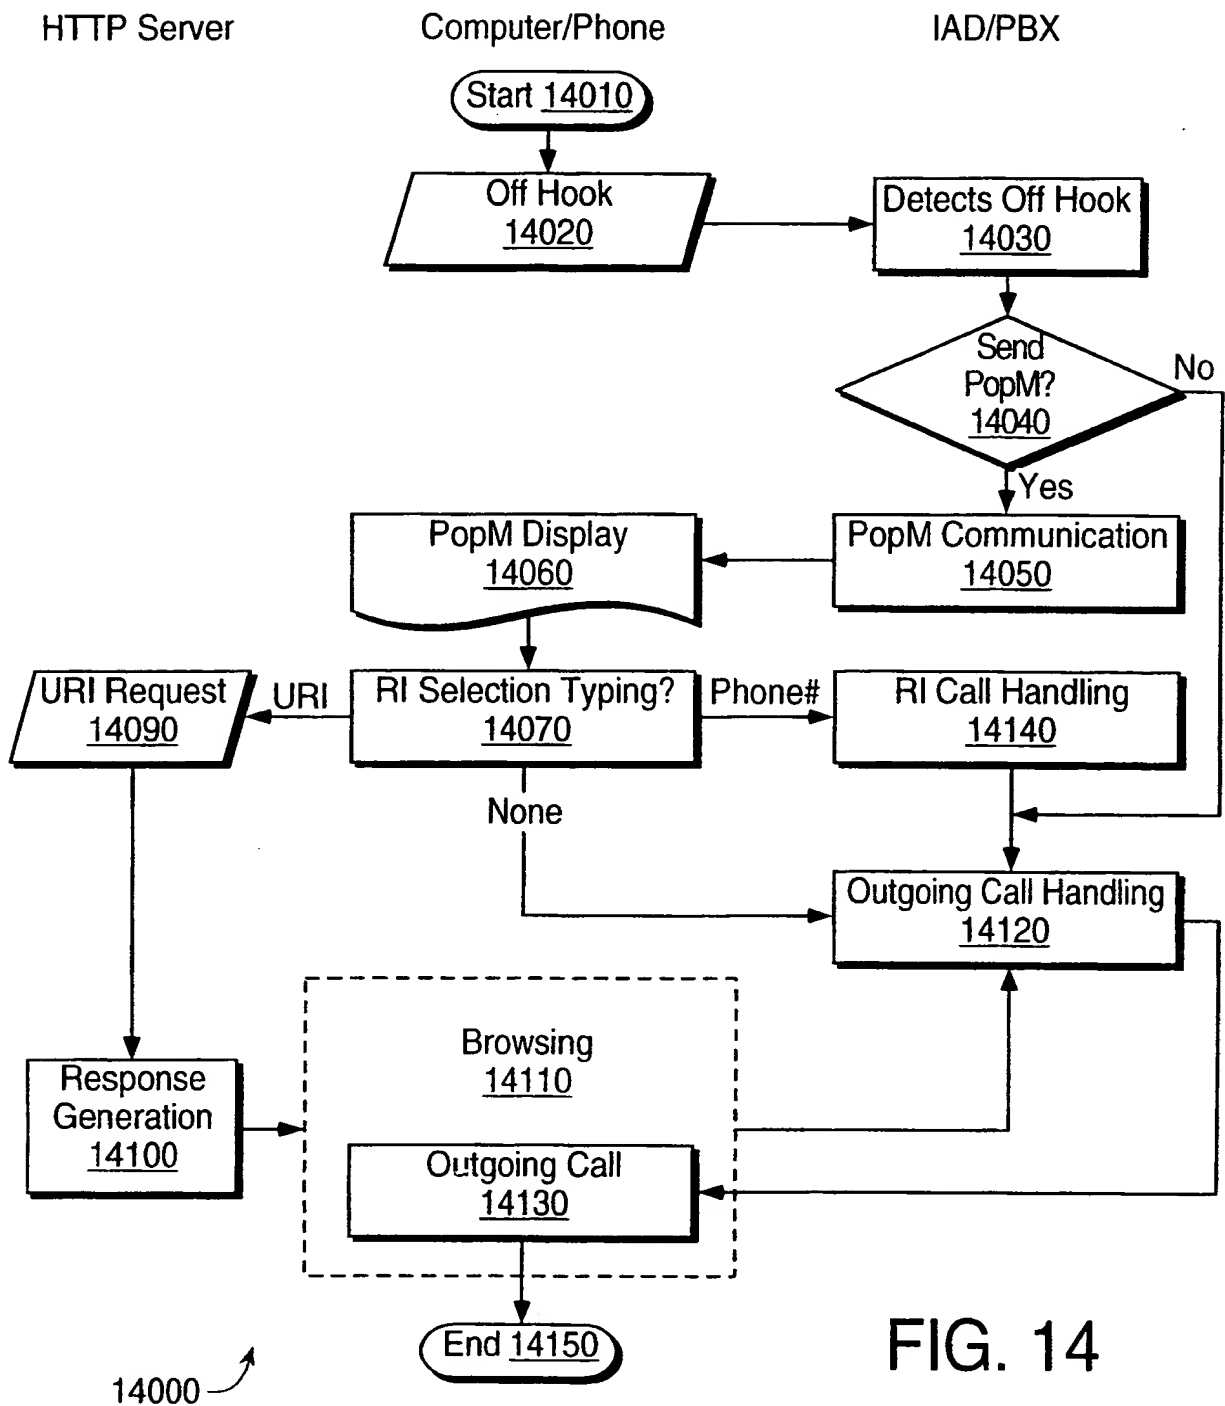 HTTP Server
Computer/Phone
IAD/PBX
Start 14010
Off Hook
14020
Detects Off Hook
14030
Send
PopM?
14040
No
Yes
PopM Display
14060
PopM Communication
14050
URI Request
14090
URI
RI Selection Typing?
14070
Phone#
RI Call Handling
14140
None
Outgoing Call Handling
14120
Browsing
14110
Response
Generation
14100
Outgoing Call
14130
End 14150
FIG. 14
14000